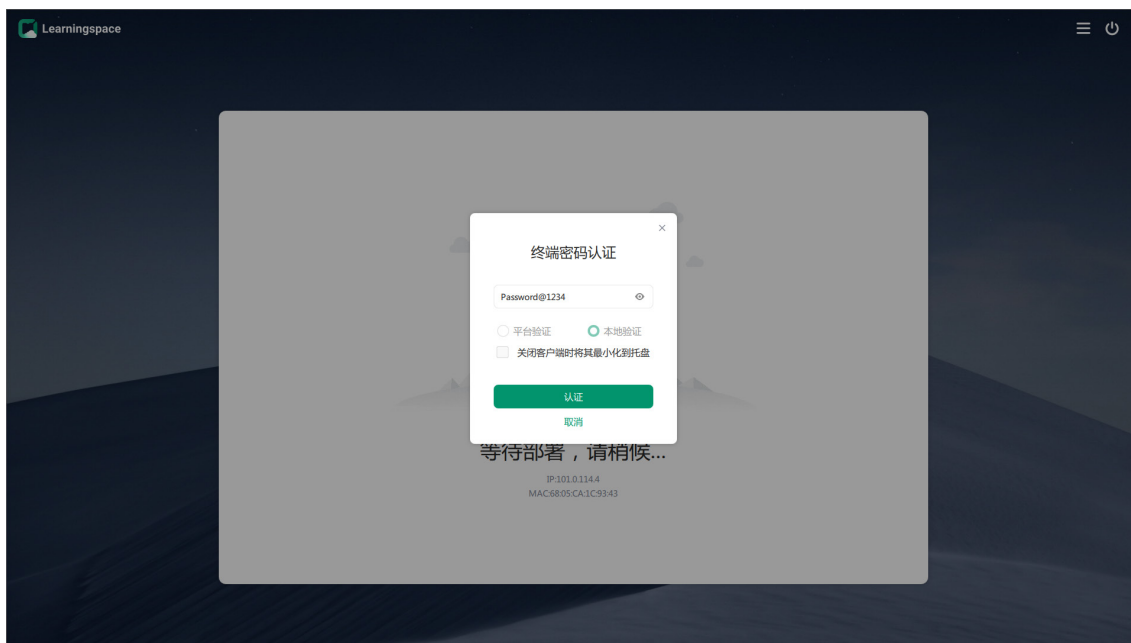 Learningspace
终端密码认证
Password@1234
平台验证 本地验证
关闭客户端时将其最小化到托盘
认证
取消
等待部署，请稍候...
IP:101.0.114.4
MAC:68:05:CA:1C:93:43